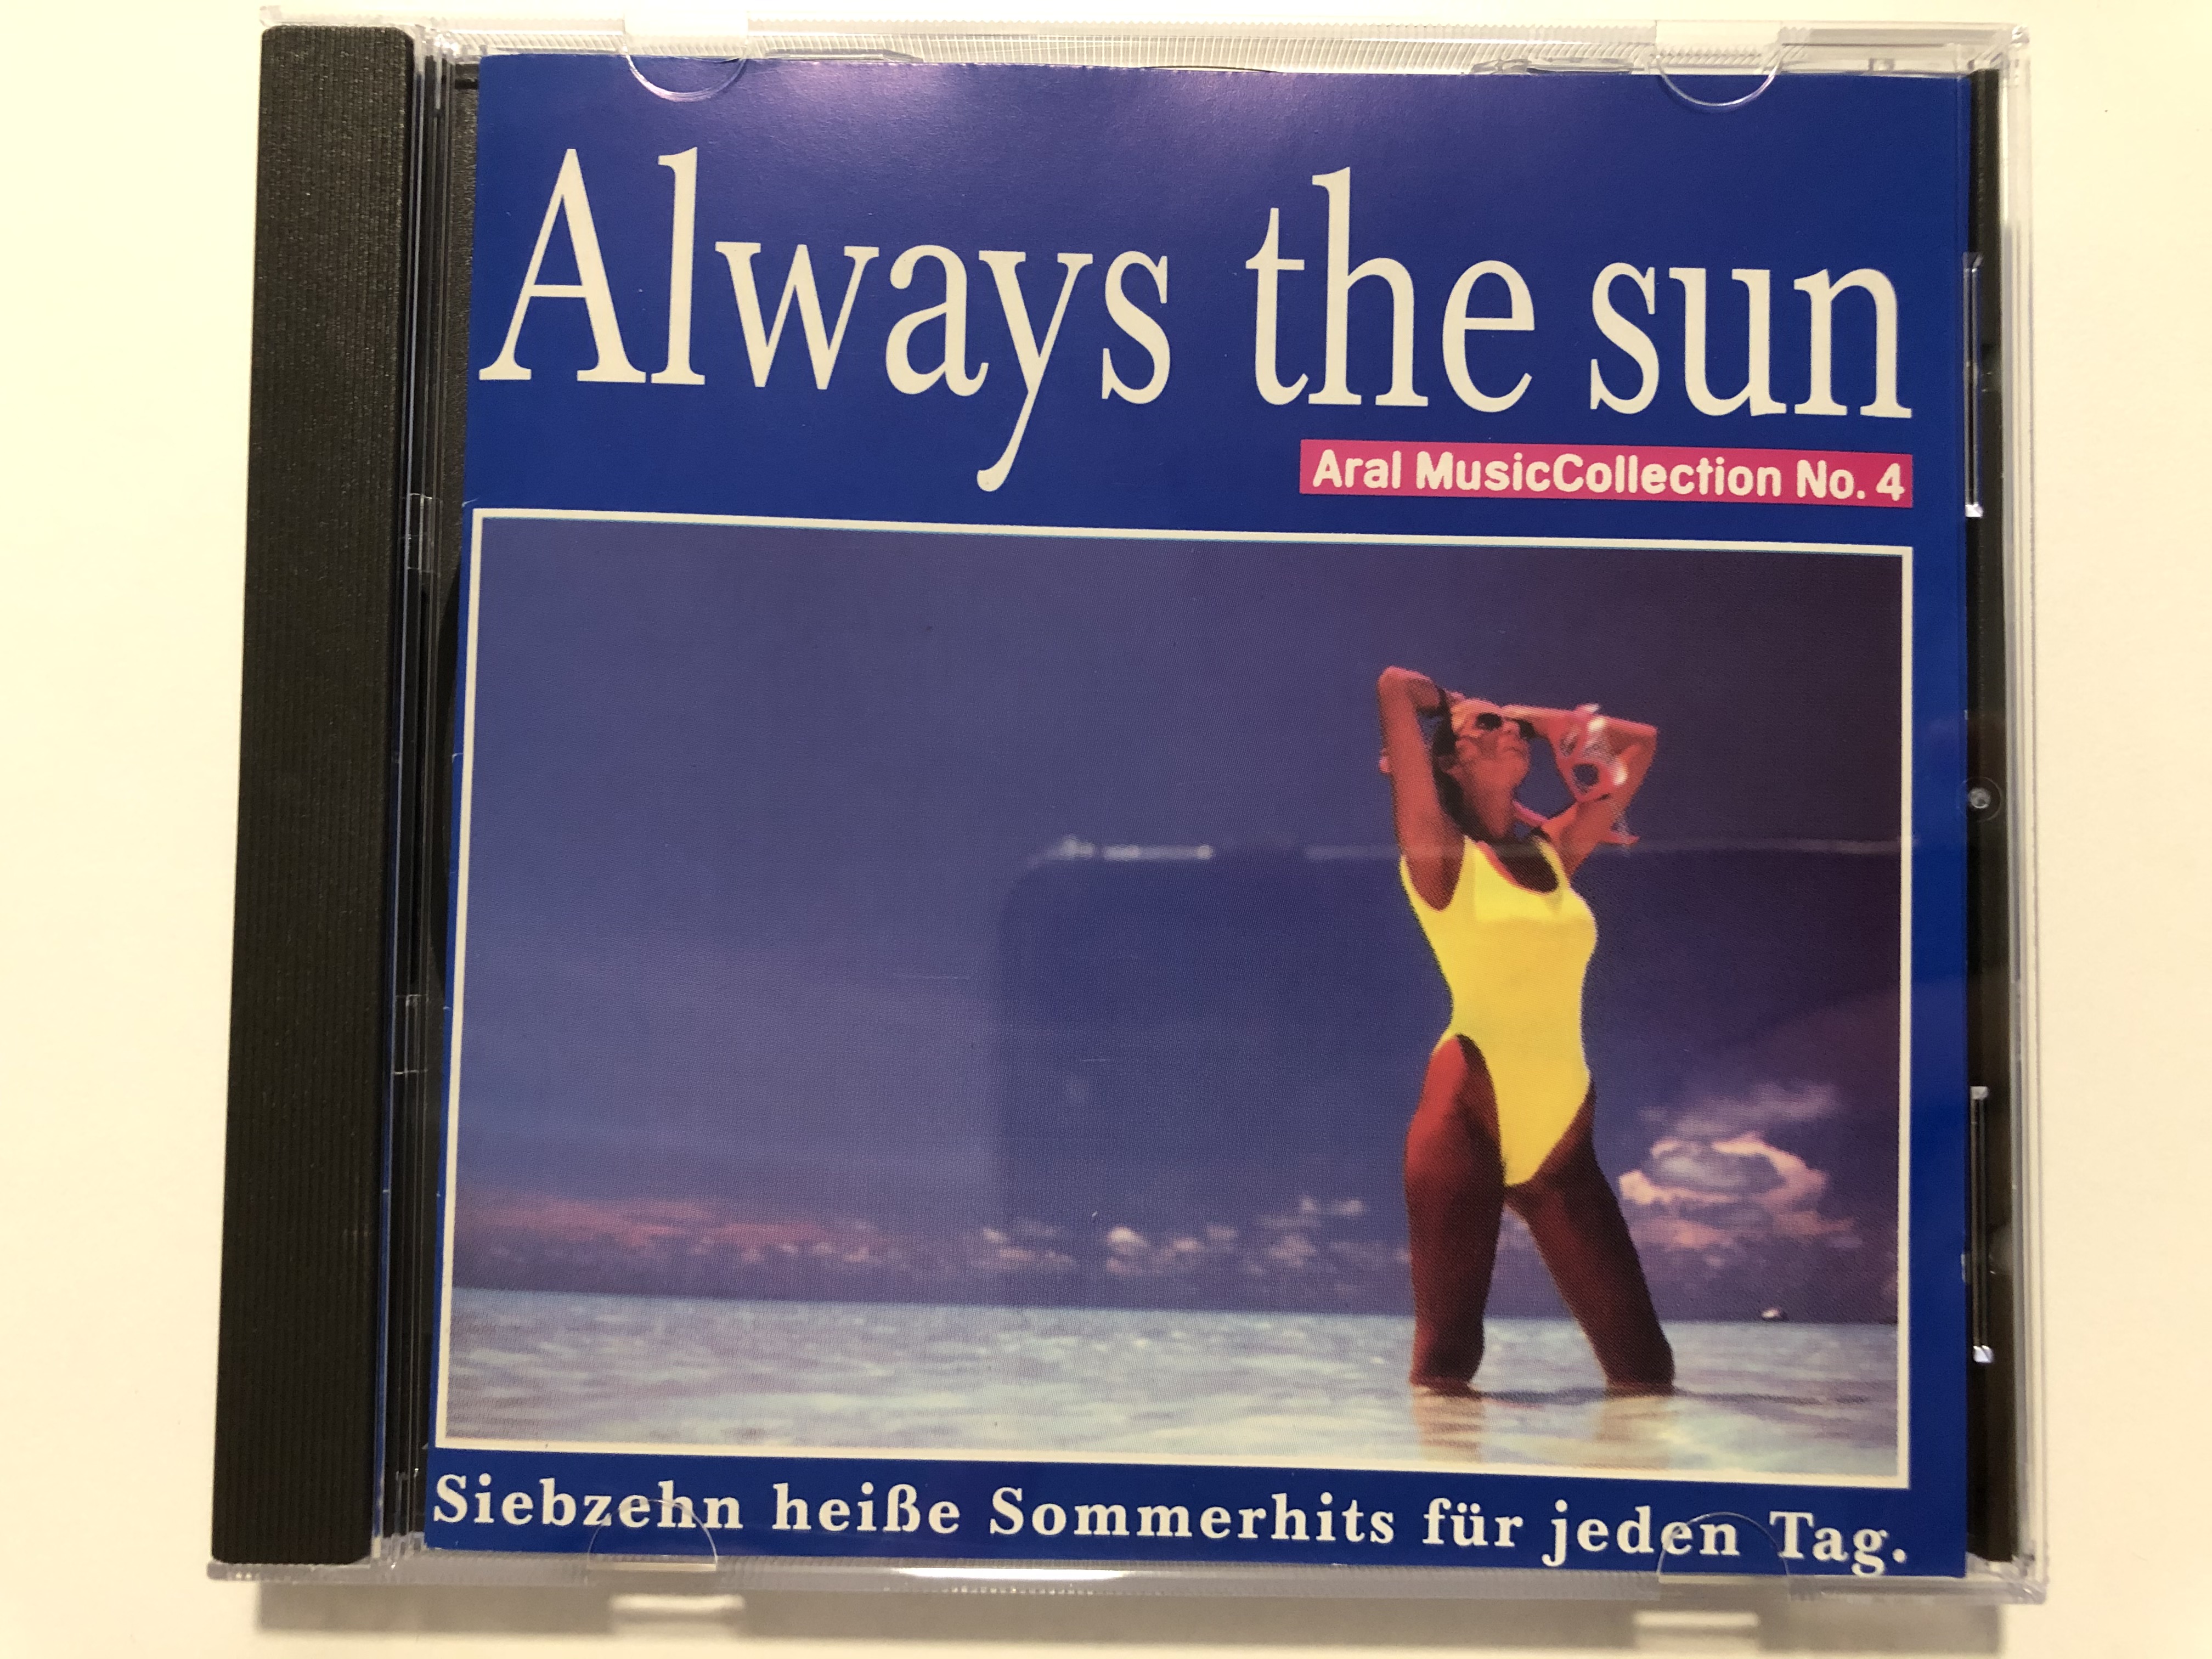 Always the sun
Aral MusicCollection No. 4
Siebzehn heiße Sommerhits für jeden Tag.